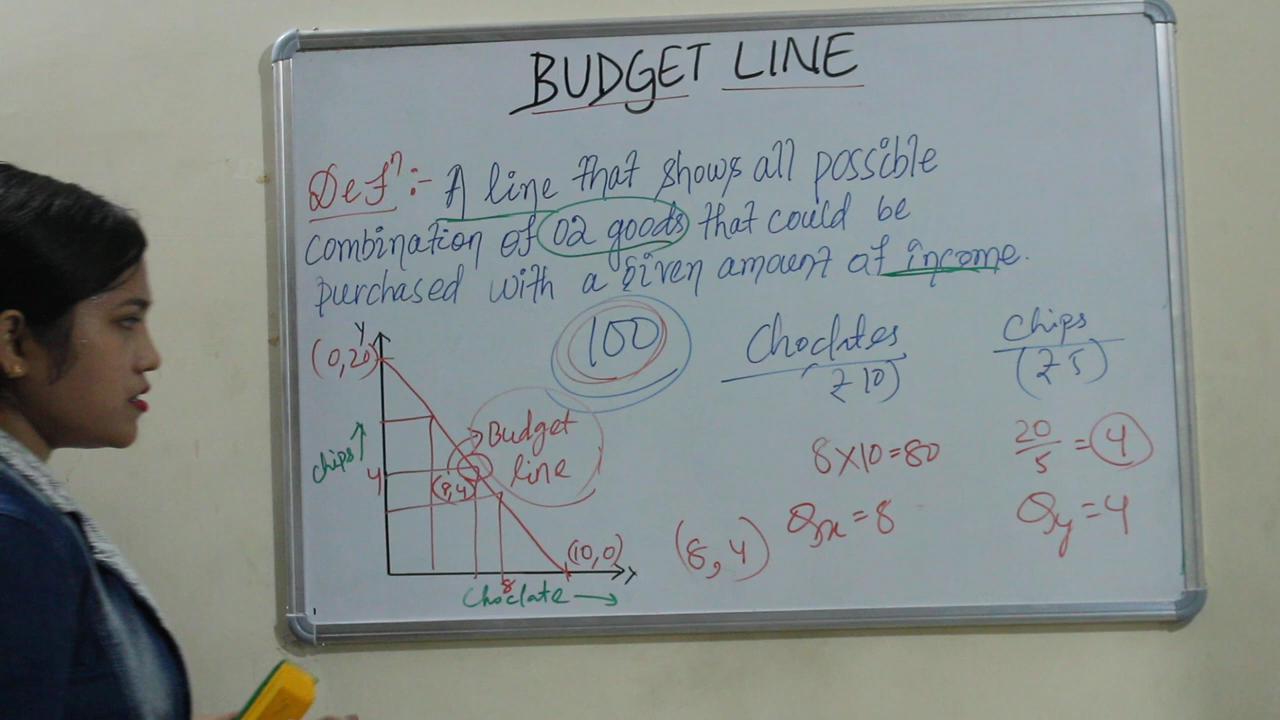 BUDGET LINE
Defⁿ:- A line that shows all possible
combination of 02 goods that could be
purchased with a given amount of income.
100
Choclates
(₹ 10)
Chips
(₹ 5)
8X10=80
20/5 = 4
Qx=8
Qy=4
(8, 4)
Y
(0,20)
chips ↑
4
Budget
line
(8,4)
(10,0)
X
8
Choclate →